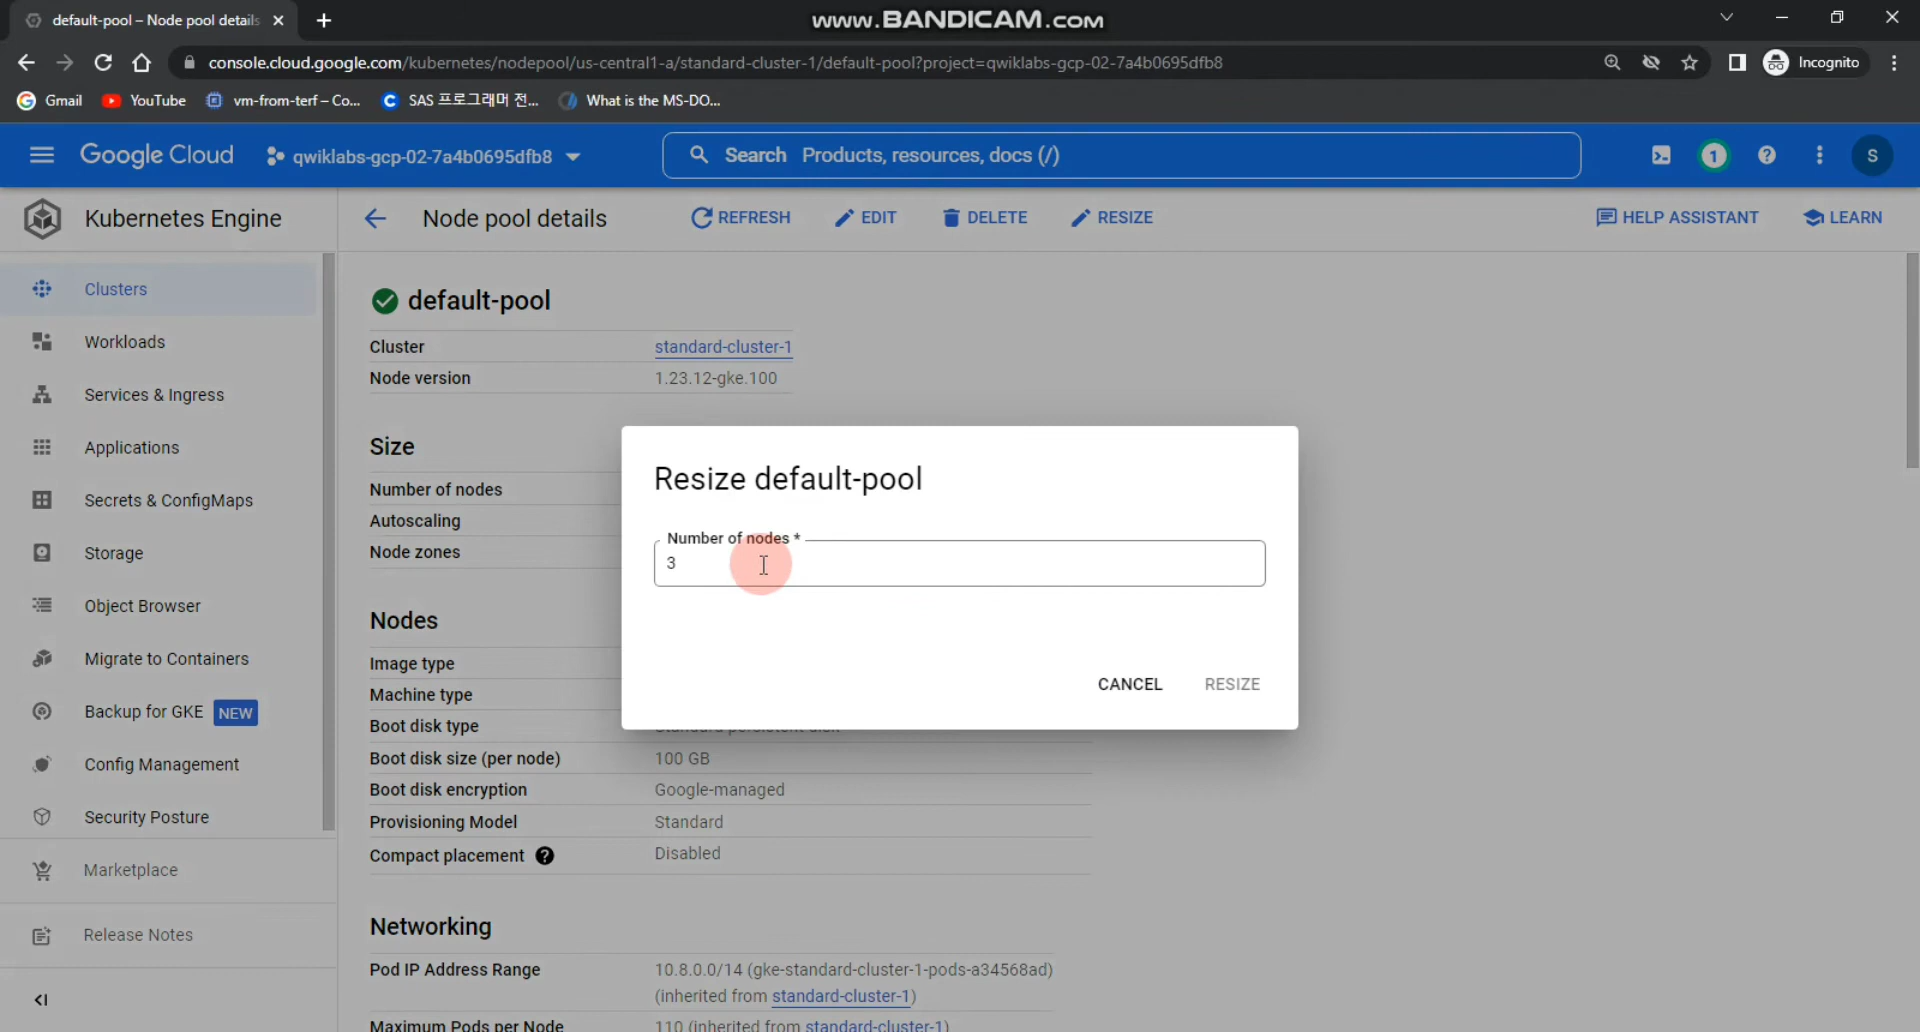 default-pool – Node pool details
www.BANDICAM.com
console.cloud.google.com/kubernetes/nodepool/us-central1-a/standard-cluster-1/default-pool?project=qwiklabs-gcp-02-7a4b0695dfb8
Incognito
Gmail YouTube vm-from-terf – Co... SAS 프로그래머 전... What is the MS-DO...
Google Cloud qwiklabs-gcp-02-7a4b0695dfb8 Search Products, resources, docs (/) 1 S
Kubernetes Engine
Node pool details REFRESH EDIT DELETE RESIZE HELP ASSISTANT LEARN
Clusters
Workloads
Services & Ingress
Applications
Secrets & ConfigMaps
Storage
Object Browser
Migrate to Containers
Backup for GKE NEW
Config Management
Security Posture
Marketplace
Release Notes
default-pool
Cluster standard-cluster-1
Node version 1.23.12-gke.100
Size
Number of nodes
Autoscaling
Node zones
Nodes
Image type
Machine type
Boot disk type
Boot disk size (per node) 100 GB
Boot disk encryption Google-managed
Provisioning Model Standard
Compact placement Disabled
Networking
Pod IP Address Range 10.8.0.0/14 (gke-standard-cluster-1-pods-a34568ad)
(inherited from standard-cluster-1)
Maximum Pods per Node 110 (inherited from standard-cluster-1)
Resize default-pool
Number of nodes *
3
CANCEL RESIZE